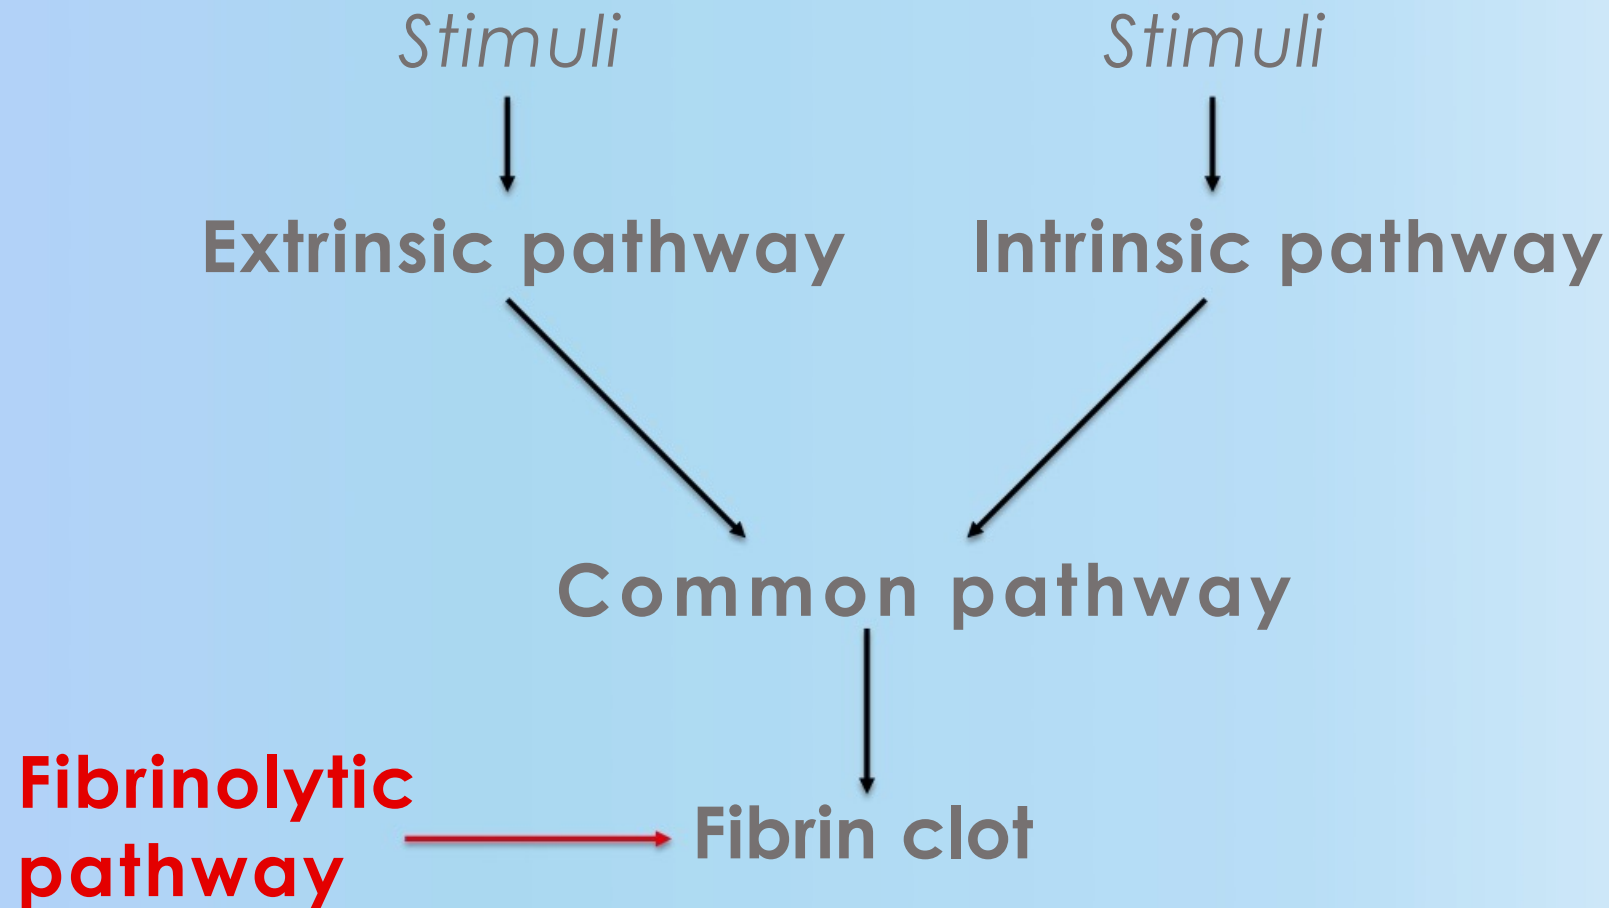 Stimuli
Stimuli
Extrinsic pathway
Intrinsic pathway
Common pathway
Fibrinolytic
pathway
Fibrin clot